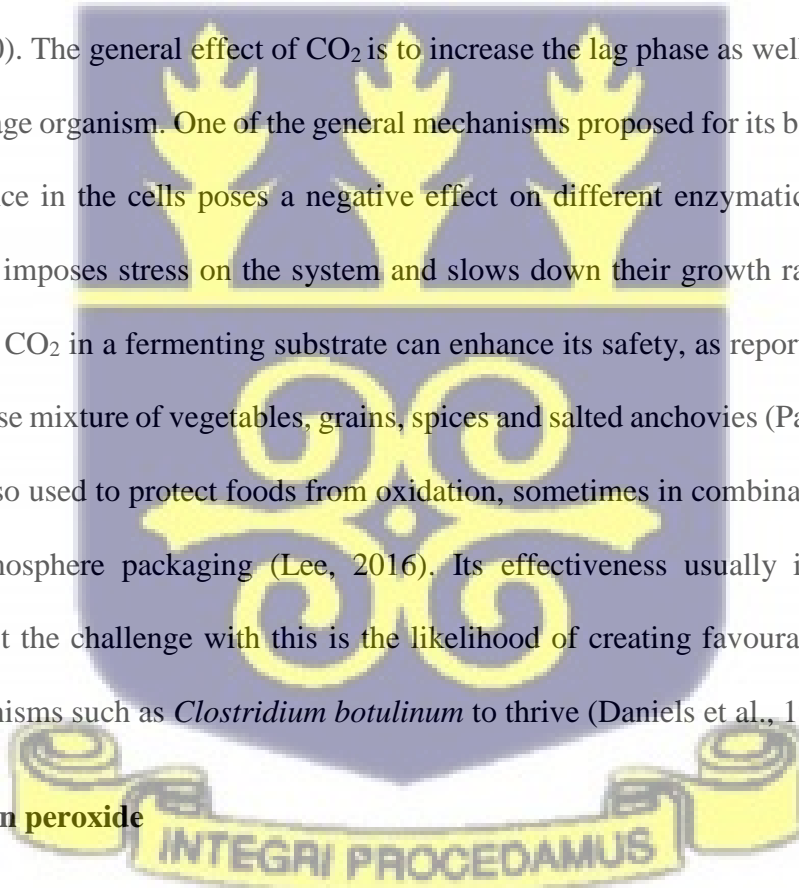 0). The general effect of CO₂ is to increase the lag phase as well
age organism. One of the general mechanisms proposed for its b
nce in the cells poses a negative effect on different enzymatic
imposes stress on the system and slows down their growth ra
CO₂ in a fermenting substrate can enhance its safety, as report
se mixture of vegetables, grains, spices and salted anchovies (Pa
so used to protect foods from oxidation, sometimes in combina
nosphere packaging (Lee, 2016). Its effectiveness usually i
t the challenge with this is the likelihood of creating favoura
nisms such as Clostridium botulinum to thrive (Daniels et al., 1
n peroxide
INTEGRI PROCEDAMUS